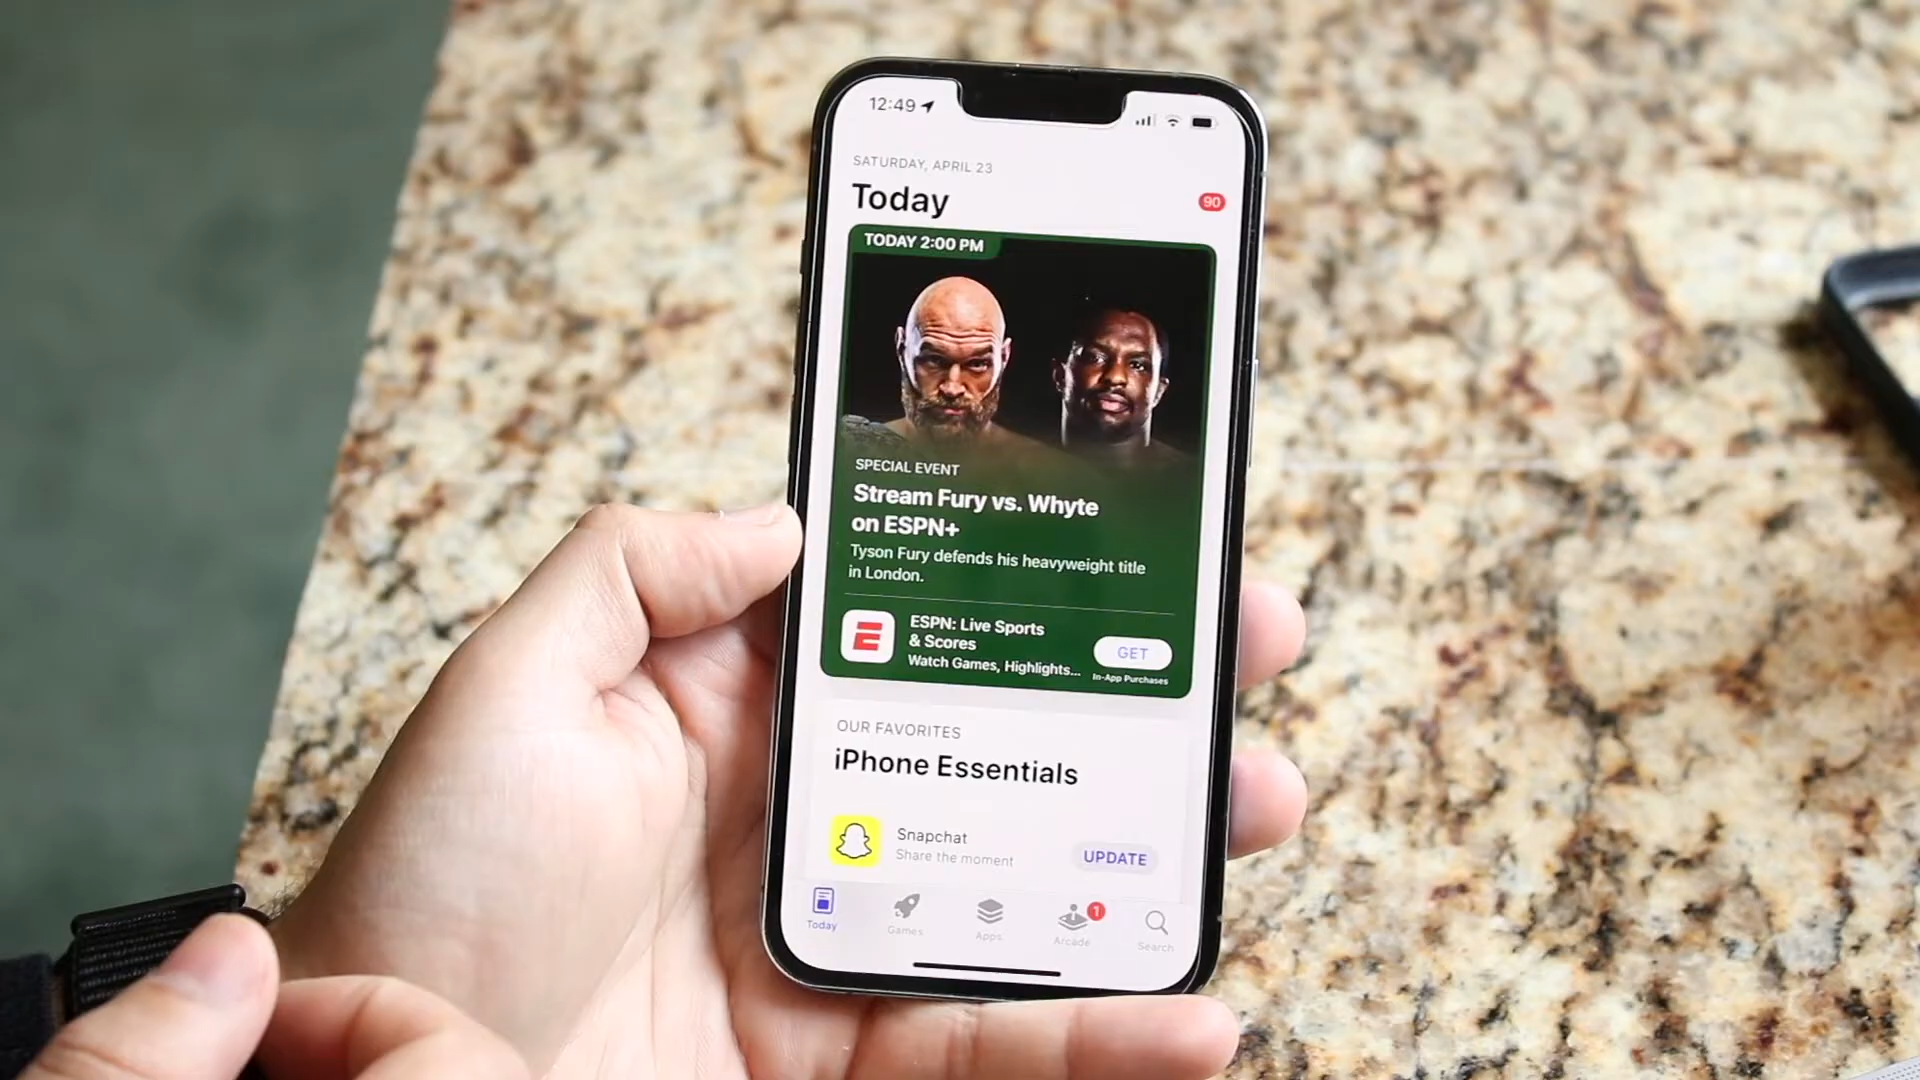 12:49
SATURDAY, APRIL 23
Today
90
TODAY 2:00 PM
SPECIAL EVENT
Stream Fury vs. Whyte
on ESPN+
Tyson Fury defends his heavyweight title
in London.
ESPN: Live Sports
& Scores
Watch Games, Highlights...
GET
In-App Purchases
OUR FAVORITES
iPhone Essentials
Snapchat
Share the moment
UPDATE
Today
Games
Apps
Arcade
1
Search